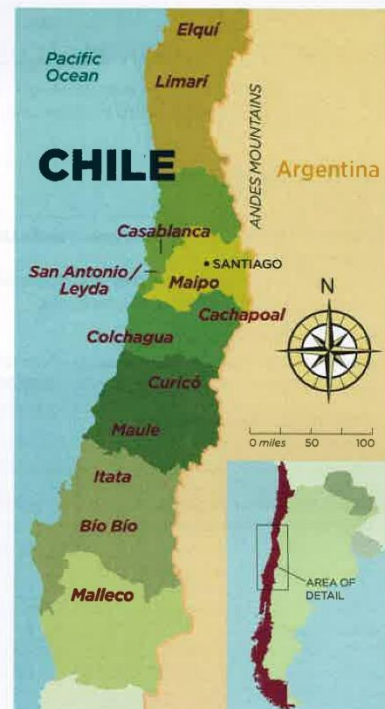 Elquí
Pacific
Ocean
Limarí
ANDES MOUNTAINS
CHILE
Argentina
Casablanca
San Antonio /
Leyda
SANTIAGO
Maipo
N
Cachapoal
Colchagua
Curicó
Maule
0 miles 50 100
Itata
Bío Bío
AREA OF
DETAIL
Malleco